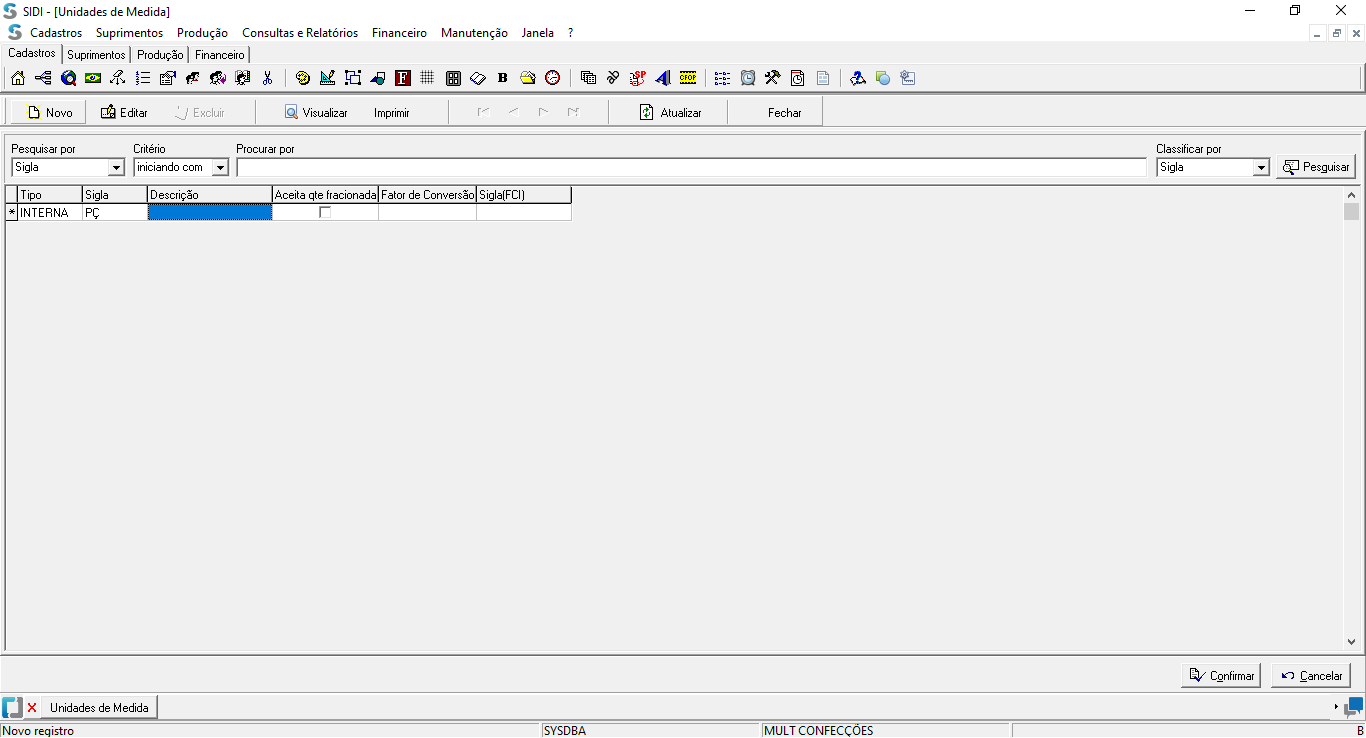 SIDI - [Unidades de Medida]
Cadastros Suprimentos Produção Consultas e Relatórios Financeiro Manutenção Janela ?
Cadastros Suprimentos Produção Financeiro
F B SP CFOP
Novo Editar Excluir Visualizar Imprimir Atualizar Fechar
Pesquisar por Critério Procurar por Classificar por
Sigla iniciando com Sigla Pesquisar
Tipo Sigla Descrição Aceita qte fracionada Fator de Conversão Sigla(FCI)
* INTERNA PÇ
Confirmar Cancelar
Unidades de Medida
Novo registro SYSDBA MULT CONFECÇÕES B